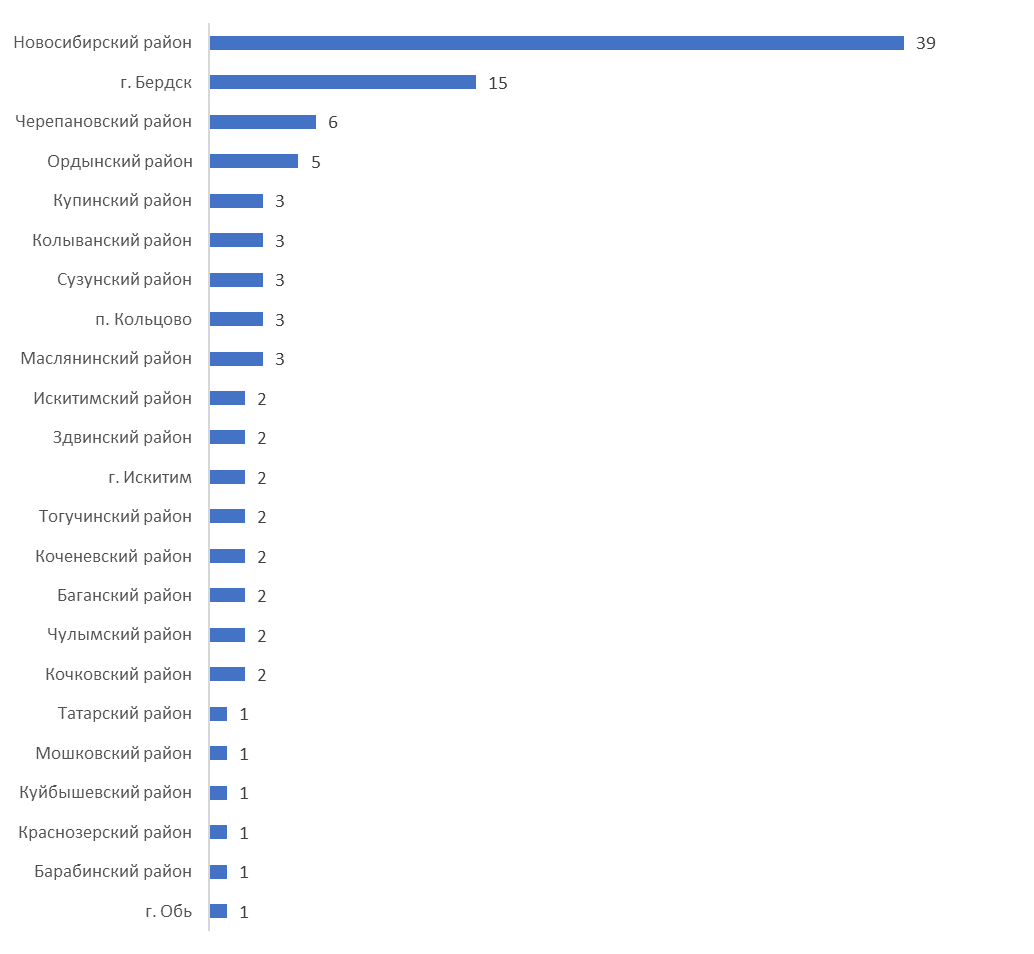 Новосибирский район 39
г. Бердск 15
Черепановский район 6
Ордынский район 5
Купинский район 3
Колыванский район 3
Сузунский район 3
п. Кольцово 3
Маслянинский район 3
Искитимский район 2
Здвинский район 2
г. Искитим 2
Тогучинский район 2
Коченевский район 2
Баганский район 2
Чулымский район 2
Кочковский район 2
Татарский район 1
Мошковский район 1
Куйбышевский район 1
Краснозерский район 1
Барабинский район 1
г. Обь 1